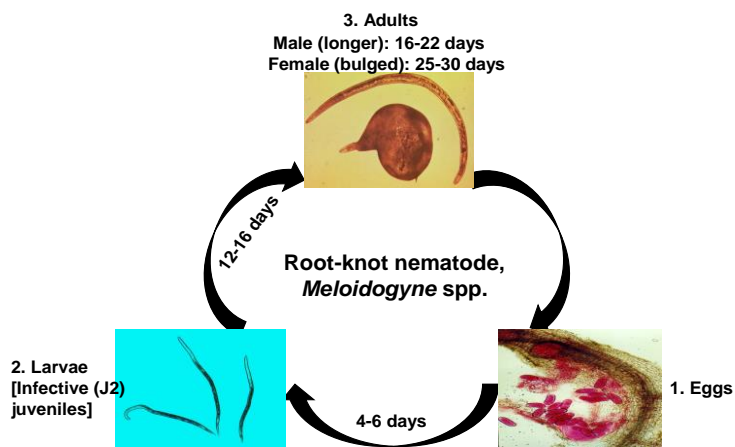 3. Adults
Male (longer): 16-22 days
Female (bulged): 25-30 days
12-16 days
Root-knot nematode,
Meloidogyne spp.
2. Larvae
[Infective (J2)
juveniles]
1. Eggs
4-6 days